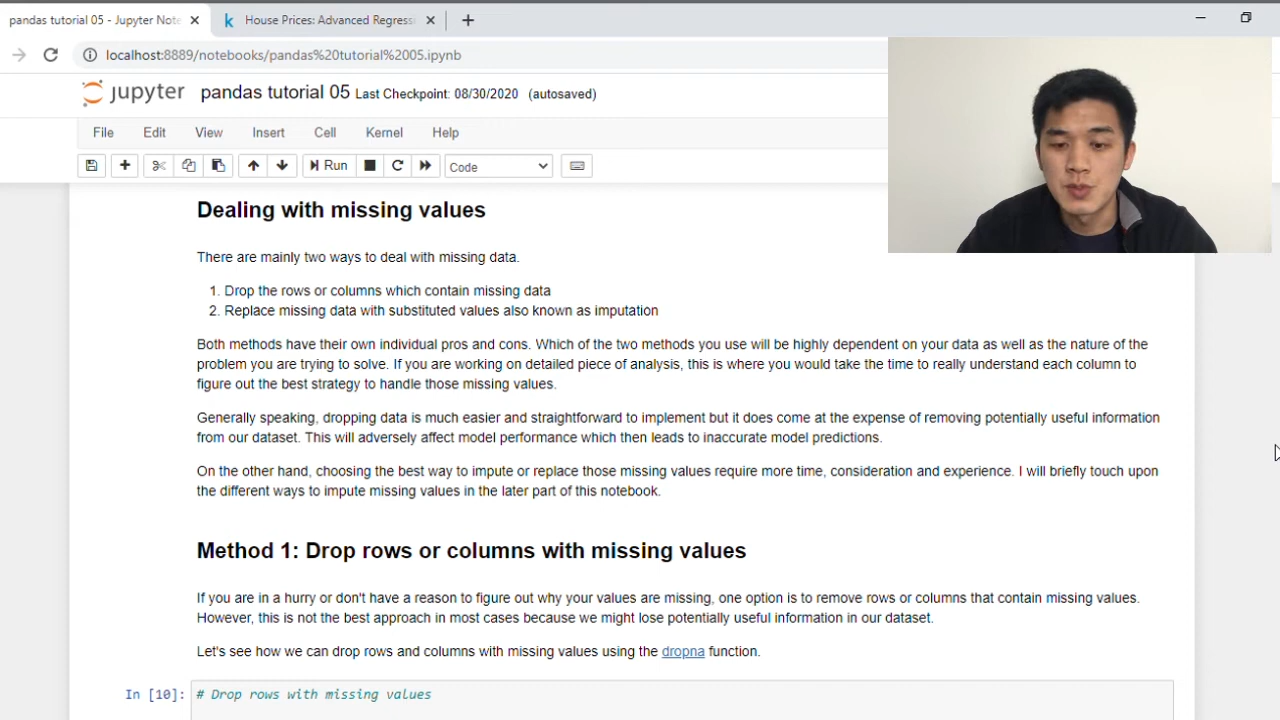 pandas tutorial 05 - Jupyter Note
House Prices: Advanced Regress
localhost:8889/notebooks/pandas%20tutorial%2005.ipynb
jupyter pandas tutorial 05 Last Checkpoint: 08/30/2020 (autosaved)
File Edit View Insert Cell Kernel Help
Run Code
Dealing with missing values
There are mainly two ways to deal with missing data.
1. Drop the rows or columns which contain missing data
2. Replace missing data with substituted values also known as imputation
Both methods have their own individual pros and cons. Which of the two methods you use will be highly dependent on your data as well as the nature of the
problem you are trying to solve. If you are working on detailed piece of analysis, this is where you would take the time to really understand each column to
figure out the best strategy to handle those missing values.
Generally speaking, dropping data is much easier and straightforward to implement but it does come at the expense of removing potentially useful information
from our dataset. This will adversely affect model performance which then leads to inaccurate model predictions.
On the other hand, choosing the best way to impute or replace those missing values require more time, consideration and experience. I will briefly touch upon
the different ways to impute missing values in the later part of this notebook.
Method 1: Drop rows or columns with missing values
If you are in a hurry or don't have a reason to figure out why your values are missing, one option is to remove rows or columns that contain missing values.
However, this is not the best approach in most cases because we might lose potentially useful information in our dataset.
Let's see how we can drop rows and columns with missing values using the dropna function.
In [10]: # Drop rows with missing values